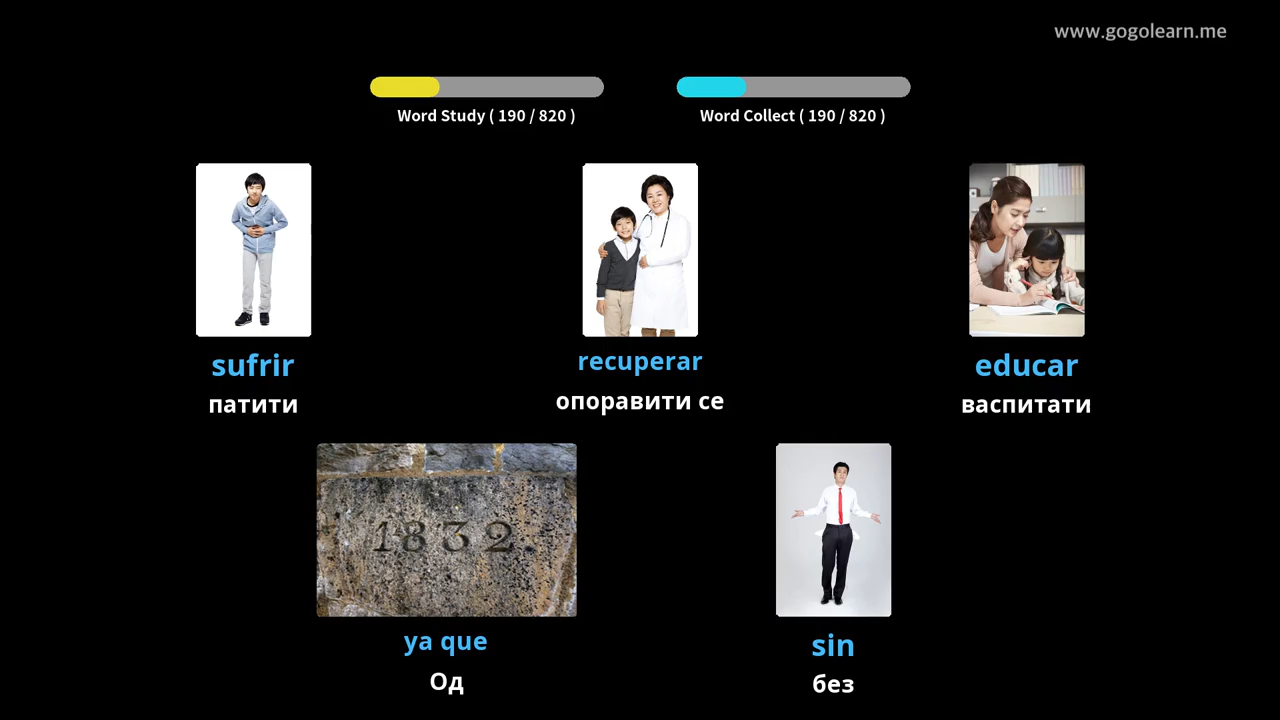 www.gogolearn.me
Word Study ( 190 / 820 )
Word Collect ( 190 / 820 )
sufrir
патити
recuperar
опоравити се
educar
васпитати
1832
ya que
Од
sin
без